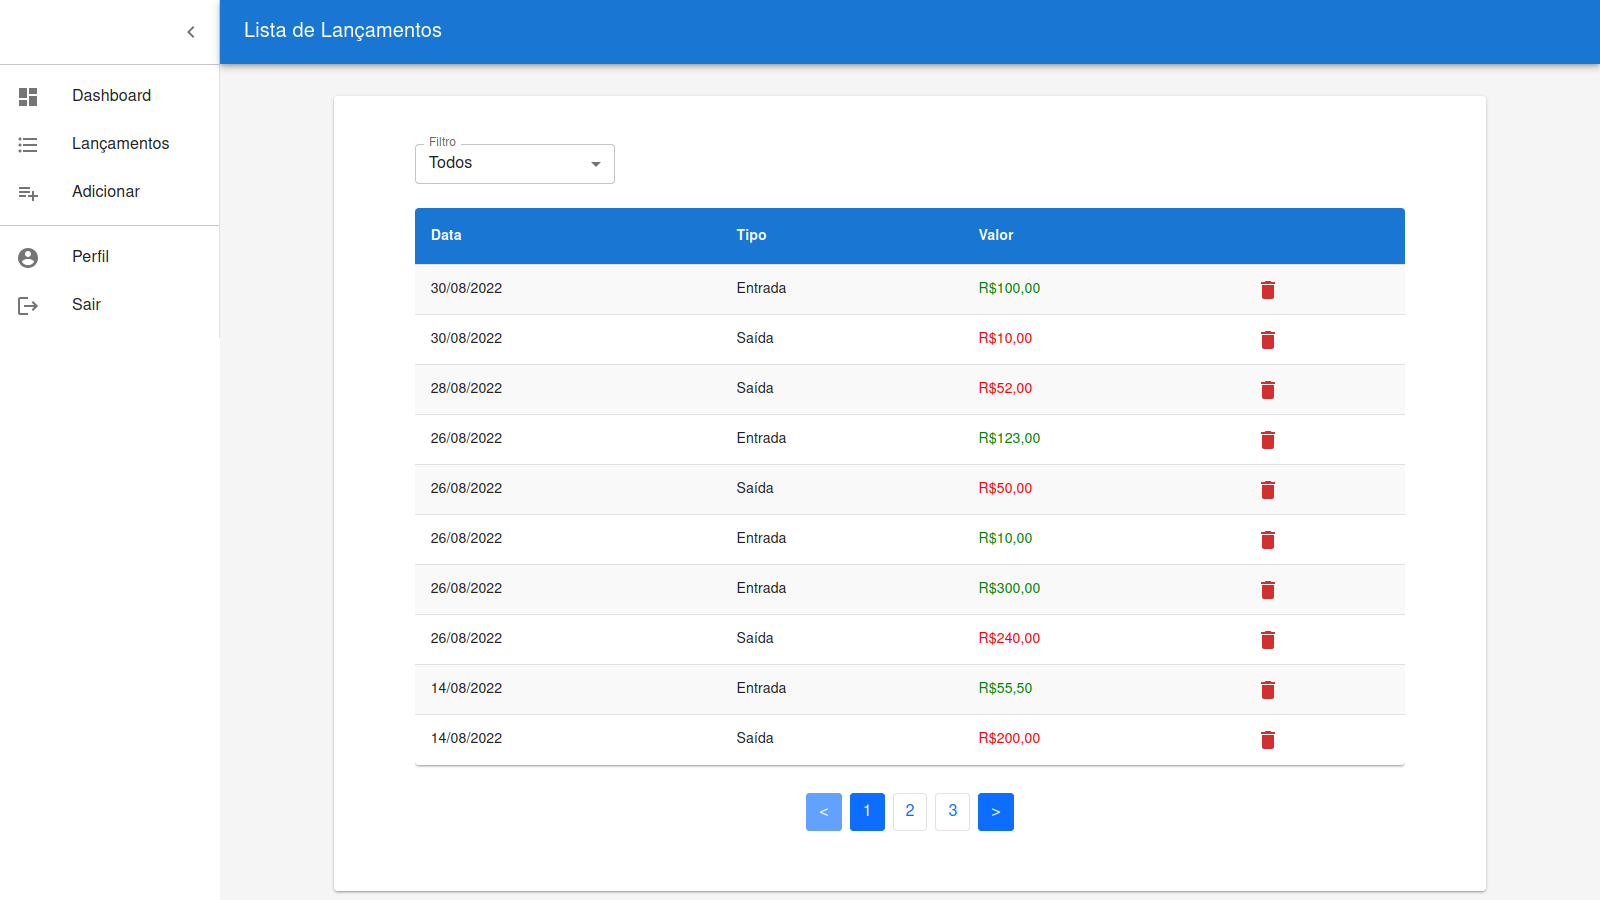 Lista de Lançamentos
Dashboard
Lançamentos
Adicionar
Perfil
Sair
Filtro
Todos
Data Tipo Valor
30/08/2022 Entrada R$100,00
30/08/2022 Saída R$10,00
28/08/2022 Saída R$52,00
26/08/2022 Entrada R$123,00
26/08/2022 Saída R$50,00
26/08/2022 Entrada R$10,00
26/08/2022 Entrada R$300,00
26/08/2022 Saída R$240,00
14/08/2022 Entrada R$55,50
14/08/2022 Saída R$200,00
< 1 2 3 >